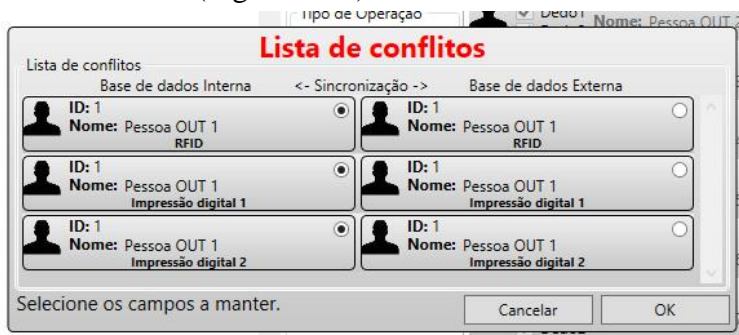 Tipo de Operação
Dedo1
Nome: Pessoa OUT
Lista de conflitos
Lista de conflitos
Base de dados Interna <- Sincronização -> Base de dados Externa
ID: 1 ID: 1
Nome: Pessoa OUT 1 Nome: Pessoa OUT 1
RFID RFID
ID: 1 ID: 1
Nome: Pessoa OUT 1 Nome: Pessoa OUT 1
Impressão digital 1 Impressão digital 1
ID: 1 ID: 1
Nome: Pessoa OUT 1 Nome: Pessoa OUT 1
Impressão digital 2 Impressão digital 2
Selecione os campos a manter. Cancelar OK